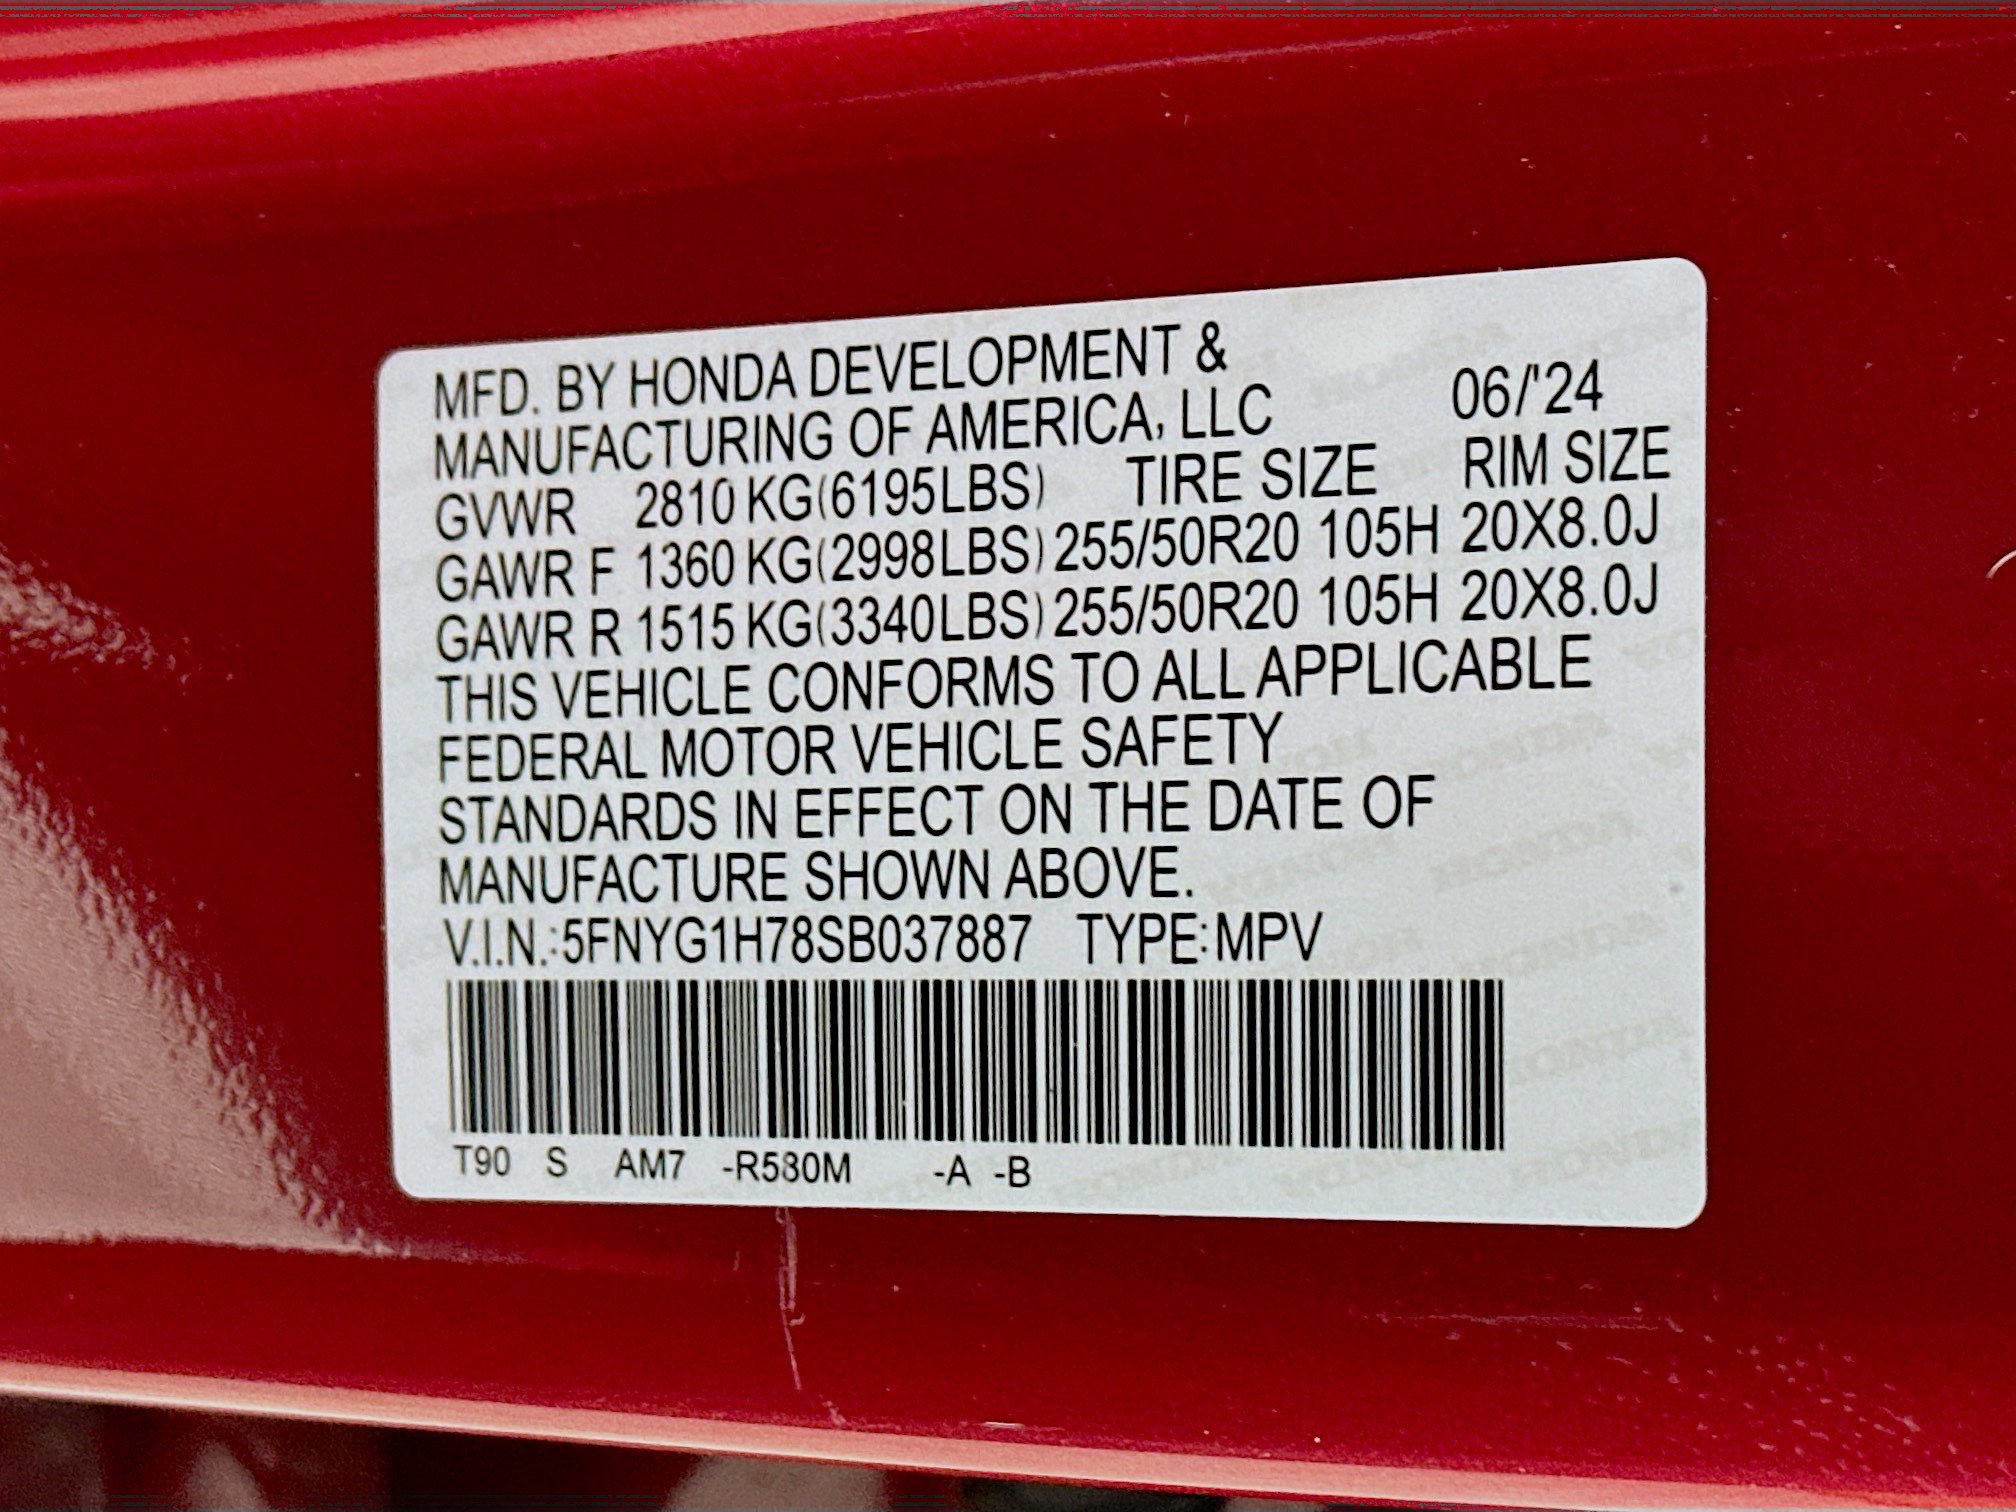 MFD. BY HONDA DEVELOPMENT &
MANUFACTURING OF AMERICA, LLC 06/'24
GVWR 2810 KG(6195LBS) TIRE SIZE RIM SIZE
GAWR F 1360 KG(2998LBS) 255/50R20 105H 20X8.0J
GAWR R 1515 KG(3340LBS) 255/50R20 105H 20X8.0J
THIS VEHICLE CONFORMS TO ALL APPLICABLE
FEDERAL MOTOR VEHICLE SAFETY
STANDARDS IN EFFECT ON THE DATE OF
MANUFACTURE SHOWN ABOVE.
V.I.N.:5FNYG1H78SB037887 TYPE:MPV
T90 S AM7 -R580M -A -B